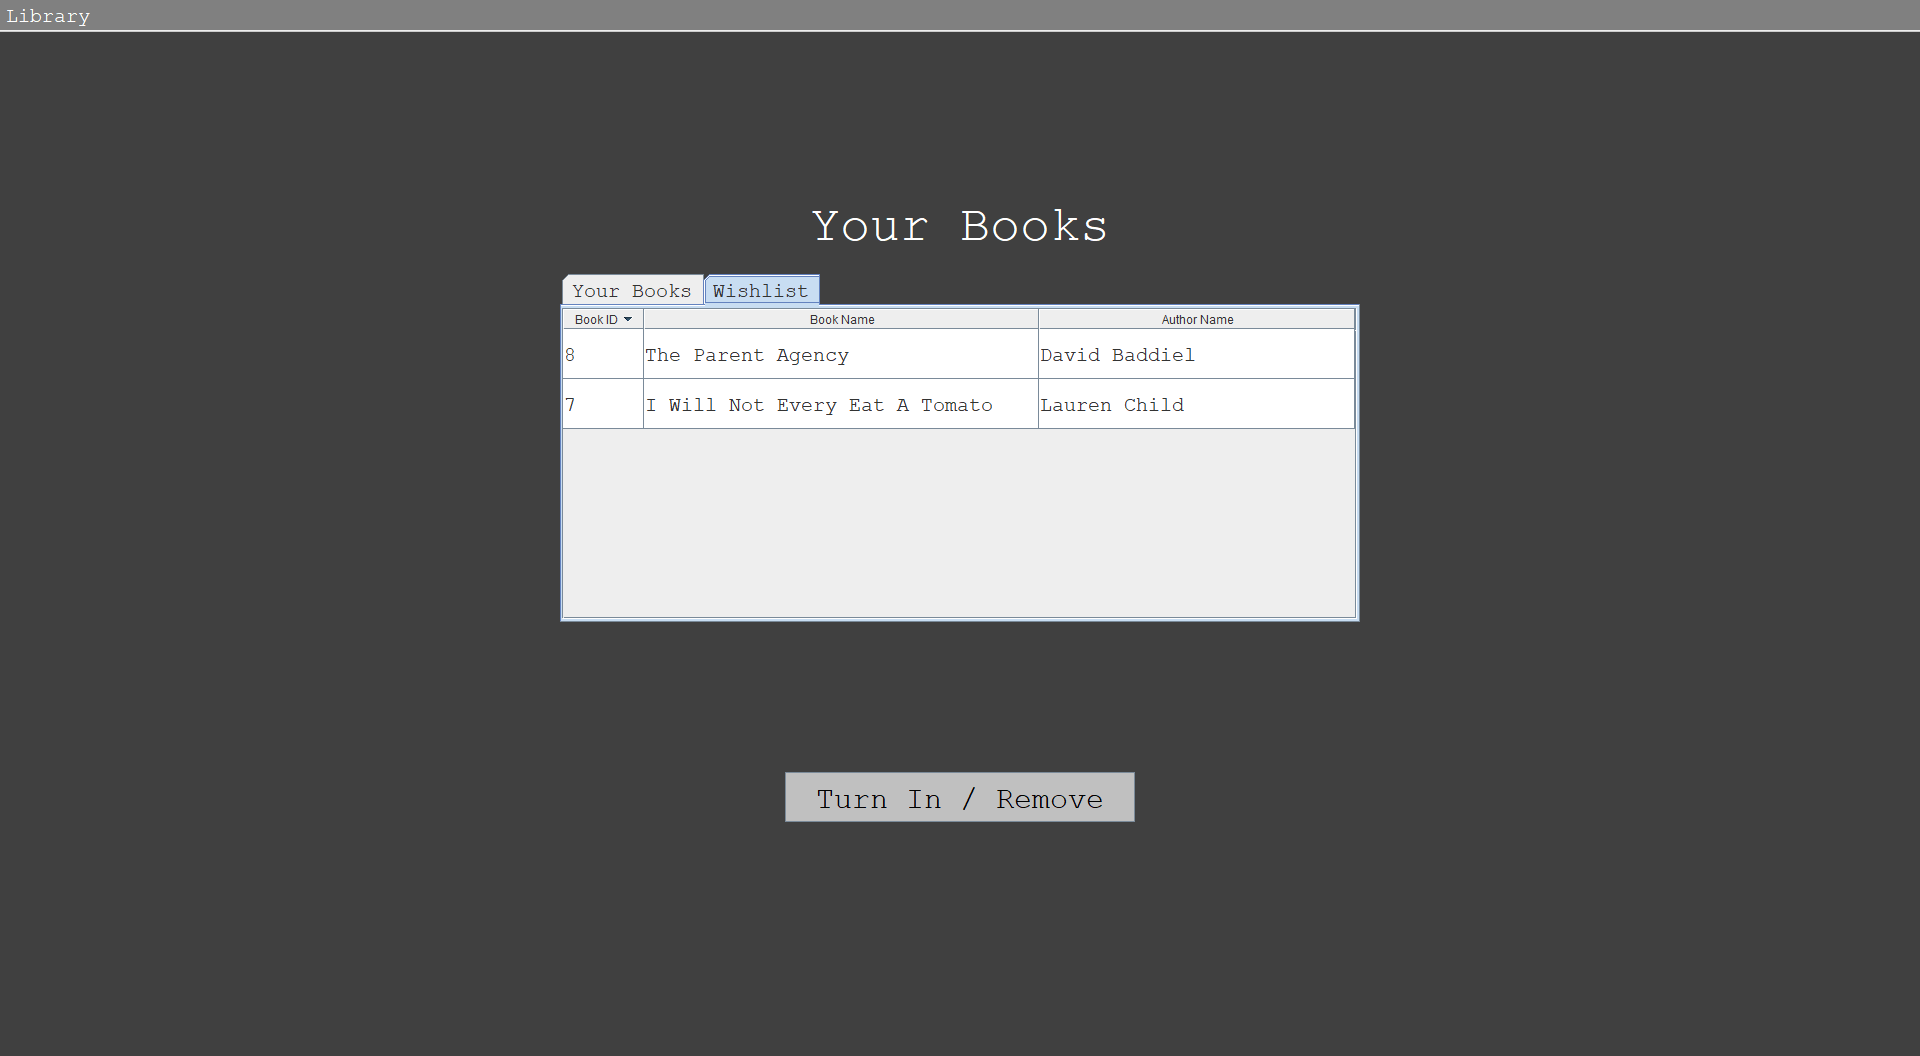 Library
Your Books
Your Books Wishlist
Book ID Book Name Author Name
8 The Parent Agency David Baddiel
7 I Will Not Every Eat A Tomato Lauren Child
Turn In / Remove